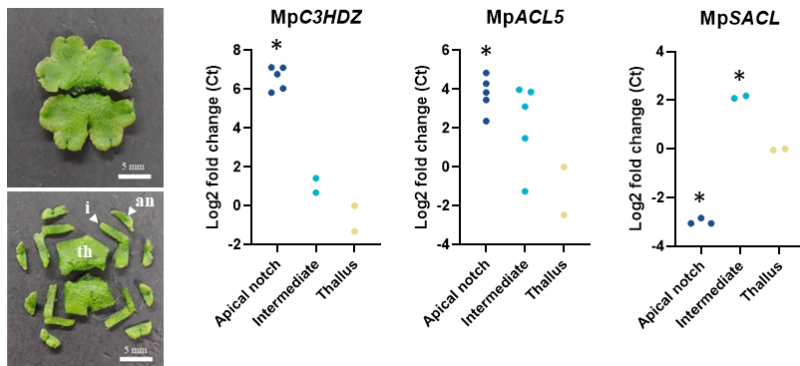 5 mm
i
an
th
5 mm
MpC3HDZ
*
Log2 fold change (Ct)
8
6
4
2
0
-2
Apical notch
Intermediate
Thallus
MpACL5
*
Log2 fold change (Ct)
6
4
2
0
-2
-4
Apical notch
Intermediate
Thallus
MpSACL
*
*
Log2 fold change (Ct)
4
2
0
-2
-4
Apical notch
Intermediate
Thallus